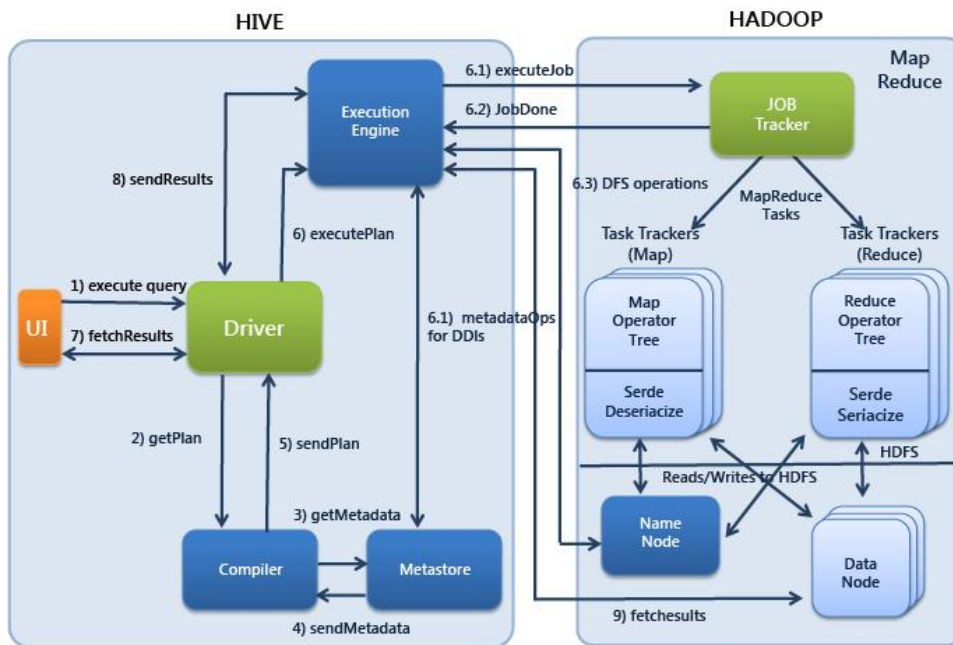 HIVE
HADOOP
Map
Reduce
6.1) executeJob
Execution
Engine
JOB
Tracker
6.2) JobDone
8) sendResults
6.3) DFS operations
MapReduce
Tasks
6) executePlan
Task Trackers
(Map)
Task Trackers
(Reduce)
1) execute query
UI
Driver
7) fetchResults
6.1) metadataOps
for DDIs
Map
Operator
Tree
Reduce
Operator
Tree
Serde
Deseriacize
Serde
Seriacize
2) getPlan
5) sendPlan
HDFS
Reads/Writes to HDFS
3) getMetadata
Name
Node
Compiler
Metastore
Data
Node
9) fetchesults
4) sendMetadata